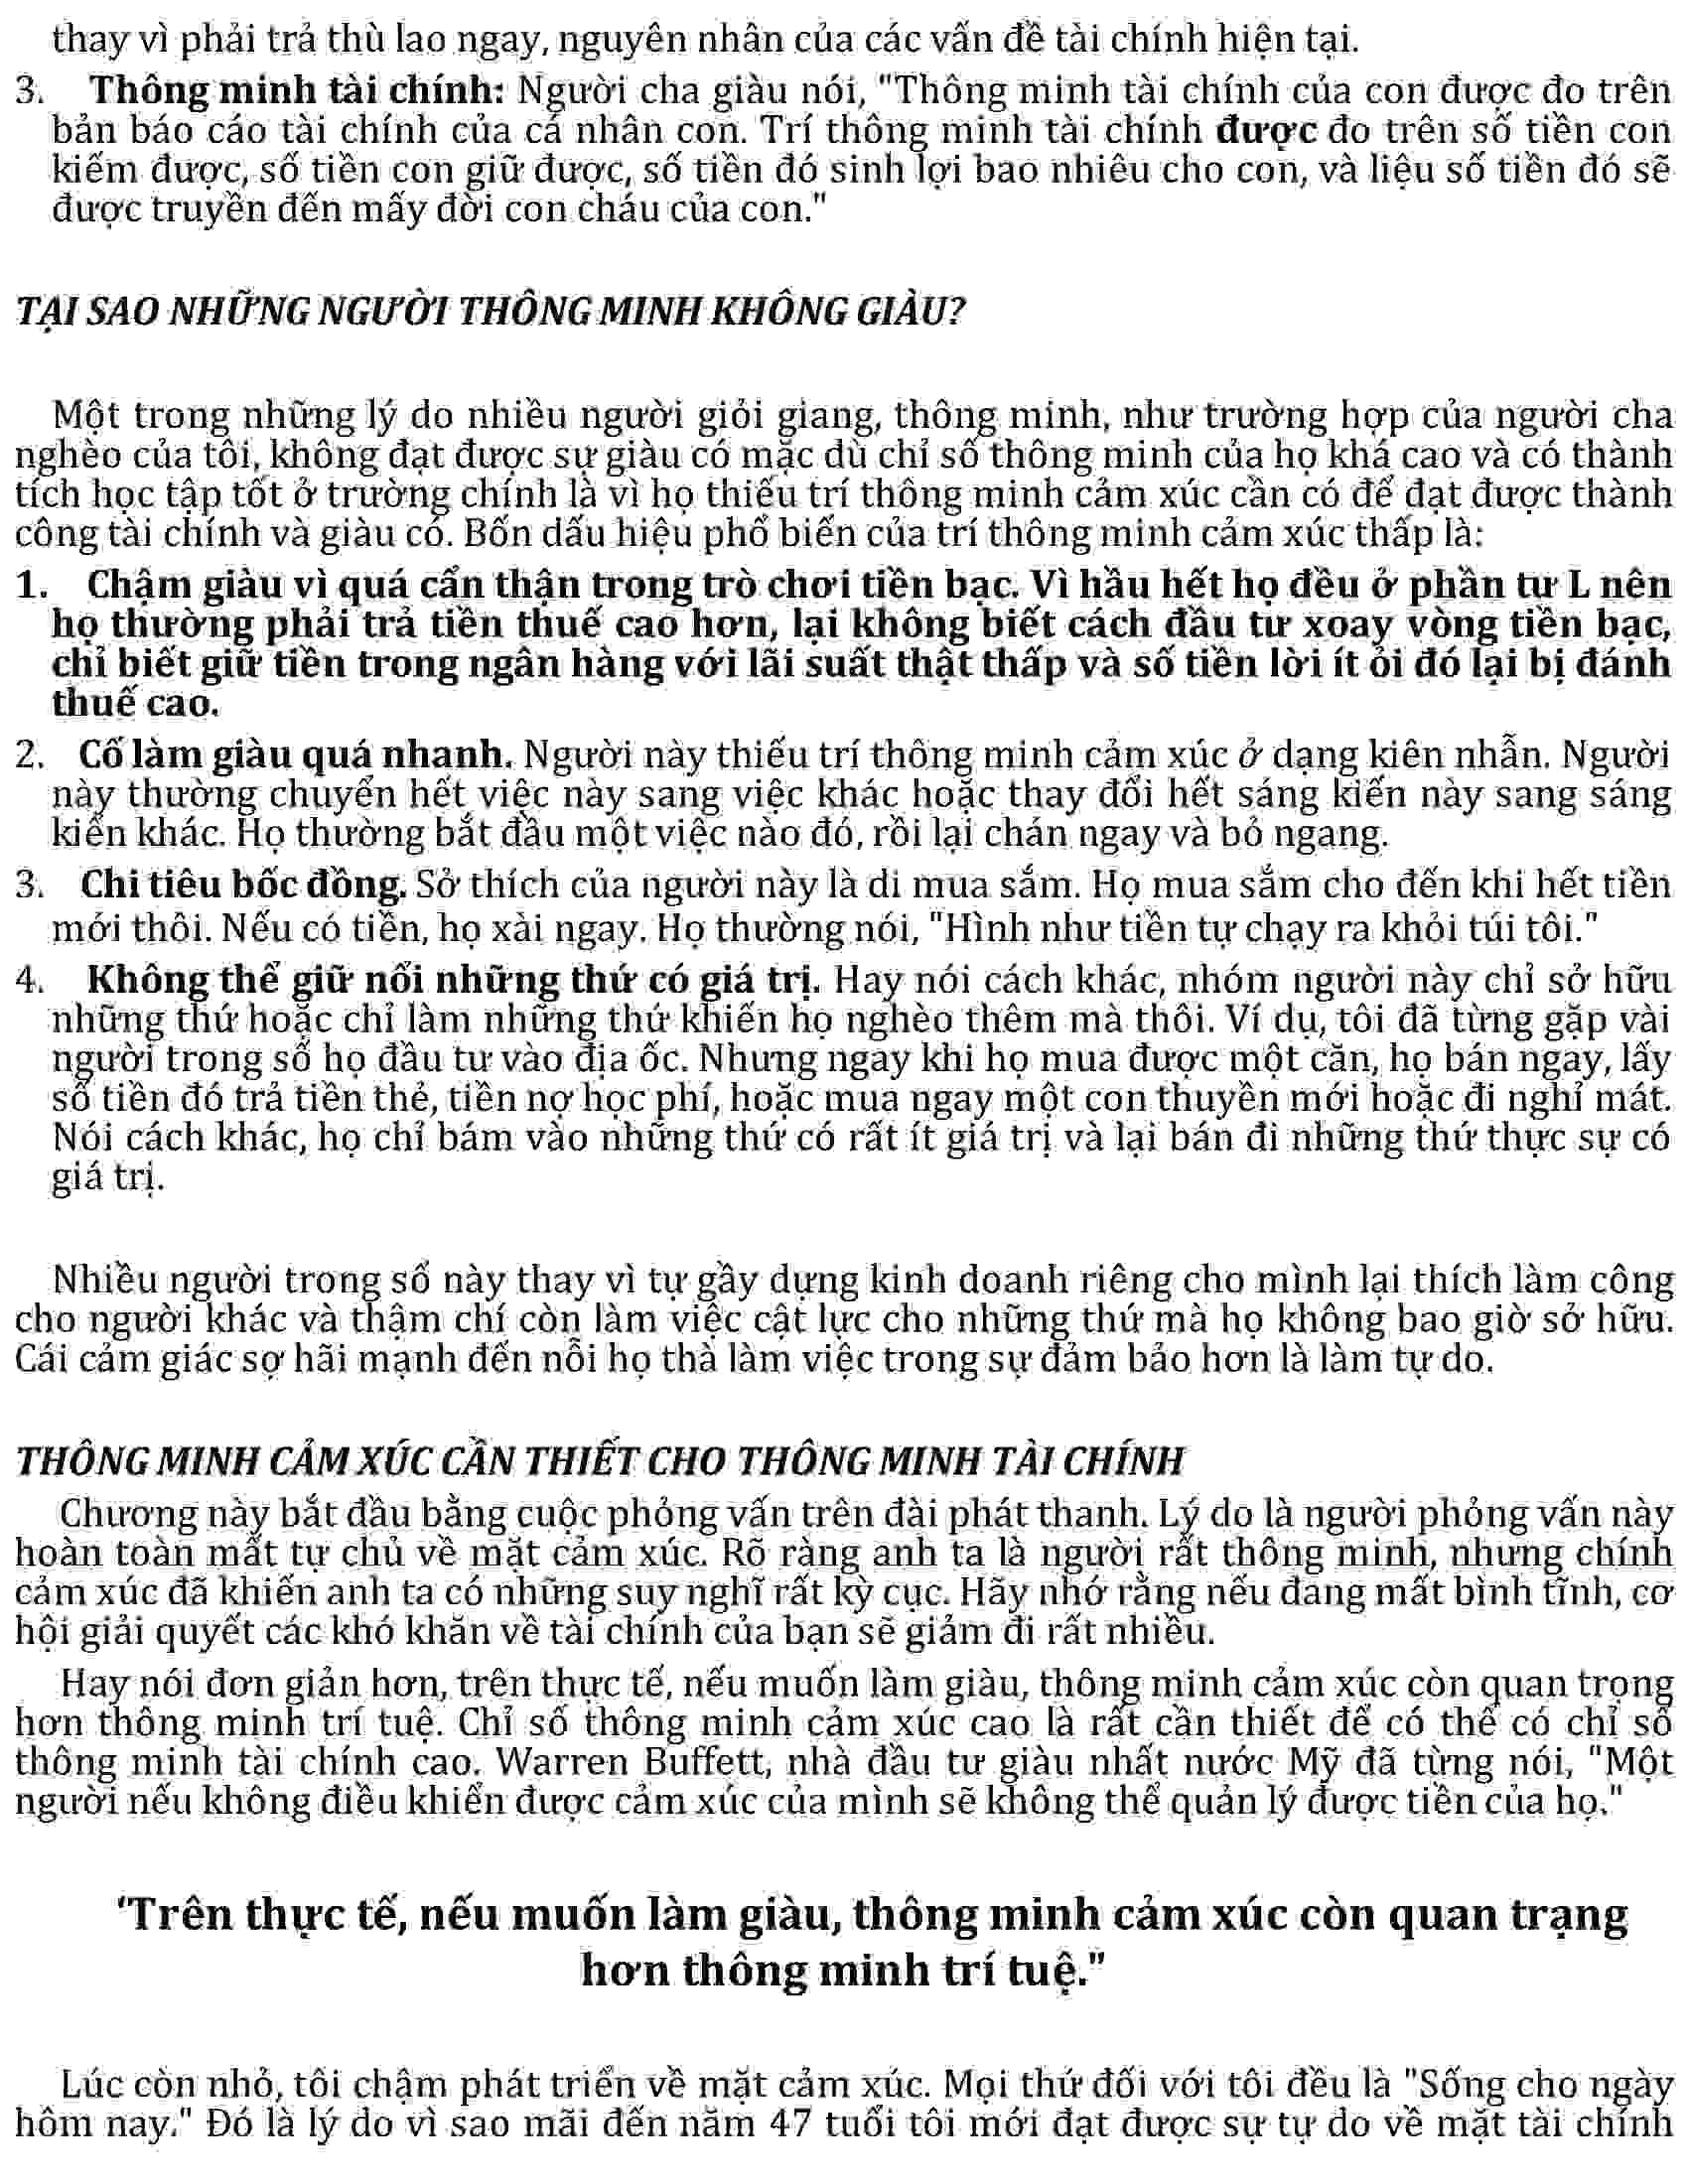 thay vì phải trả thù lao ngay, nguyên nhân của các vấn đề tài chính hiện tại.
3. Thông minh tài chính: Người cha giàu nói, "Thông minh tài chính của con được đo trên
bản báo cáo tài chính của cá nhân con. Trí thông minh tài chính được đo trên số tiền con
kiếm được, số tiền con giữ được, số tiền đó sinh lợi bao nhiêu cho con, và liệu số tiền đó sẽ
được truyền đến mấy đời con cháu của con."
TẠI SAO NHỮNG NGƯỜI THÔNG MINH KHÔNG GIÀU?
Một trong những lý do nhiều người giỏi giang, thông minh, như trường hợp của người cha
nghèo của tôi, không đạt được sự giàu có mặc dù chỉ số thông minh của họ khá cao và có thành
tích học tập tốt ở trường chính là vì họ thiếu trí thông minh cảm xúc cần có để đạt được thành
công tài chính và giàu có. Bốn dấu hiệu phổ biến của trí thông minh cảm xúc thấp là:
1. Chậm giàu vì quá cẩn thận trong trò chơi tiền bạc. Vì hầu hết họ đều ở phần tư L nên
họ thường phải trả tiền thuế cao hơn, lại không biết cách đầu tư xoay vòng tiền bạc,
chỉ biết giữ tiền trong ngân hàng với lãi suất thật thấp và số tiền lời ít ỏi đó lại bị đánh
thuế cao.
2. Cố làm giàu quá nhanh. Người này thiếu trí thông minh cảm xúc ở dạng kiên nhẫn. Người
này thường chuyển hết việc này sang việc khác hoặc thay đổi hết sáng kiến này sang sáng
kiến khác. Họ thường bắt đầu một việc nào đó, rồi lại chán ngay và bỏ ngang.
3. Chi tiêu bốc đồng. Sở thích của người này là di mua sắm. Họ mua sắm cho đến khi hết tiền
mới thôi. Nếu có tiền, họ xài ngay. Họ thường nói, "Hình như tiền tự chạy ra khỏi túi tôi."
4. Không thể giữ nổi những thứ có giá trị. Hay nói cách khác, nhóm người này chỉ sở hữu
những thứ hoặc chỉ làm những thứ khiến họ nghèo thêm mà thôi. Ví dụ, tôi đã từng gặp vài
người trong số họ đầu tư vào địa ốc. Nhưng ngay khi họ mua được một căn, họ bán ngay, lấy
số tiền đó trả tiền thẻ, tiền nợ học phí, hoặc mua ngay một con thuyền mới hoặc đi nghỉ mát.
Nói cách khác, họ chỉ bám vào những thứ có rất ít giá trị và lại bán đi những thứ thực sự có
giá trị.
Nhiều người trong số này thay vì tự gầy dựng kinh doanh riêng cho mình lại thích làm công
cho người khác và thậm chí còn làm việc cật lực cho những thứ mà họ không bao giờ sở hữu.
Cái cảm giác sợ hãi mạnh đến nỗi họ thà làm việc trong sự đảm bảo hơn là làm tự do.
THÔNG MINH CẢM XÚC CẦN THIẾT CHO THÔNG MINH TÀI CHÍNH
Chương này bắt đầu bằng cuộc phỏng vấn trên đài phát thanh. Lý do là người phỏng vấn này
hoàn toàn mất tự chủ về mặt cảm xúc. Rõ ràng anh ta là người rất thông minh, nhưng chính
cảm xúc đã khiến anh ta có những suy nghĩ rất kỳ cục. Hãy nhớ rằng nếu đang mất bình tĩnh, cơ
hội giải quyết các khó khăn về tài chính của bạn sẽ giảm đi rất nhiều.
Hay nói đơn giản hơn, trên thực tế, nếu muốn làm giàu, thông minh cảm xúc còn quan trọng
hơn thông minh trí tuệ. Chỉ số thông minh cảm xúc cao là rất cần thiết để có thể có chỉ số
thông minh tài chính cao. Warren Buffett, nhà đầu tư giàu nhất nước Mỹ đã từng nói, "Một
người nếu không điều khiển được cảm xúc của mình sẽ không thể quản lý được tiền của họ."
'Trên thực tế, nếu muốn làm giàu, thông minh cảm xúc còn quan trạng
hơn thông minh trí tuệ."
Lúc còn nhỏ, tôi chậm phát triển về mặt cảm xúc. Mọi thứ đối với tôi đều là "Sống cho ngày
hôm nay." Đó là lý do vì sao mãi đến năm 47 tuổi tôi mới đạt được sự tự do về mặt tài chính